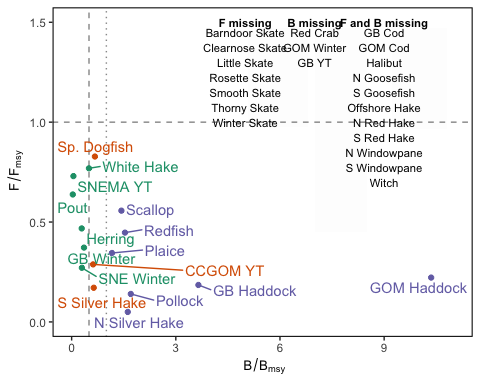 F missing B missing F and B missing
Barndoor Skate Red Crab GB Cod
Clearnose Skate GOM Winter GOM Cod
Little Skate GB YT Halibut
Rosette Skate N Goosefish
Smooth Skate S Goosefish
Thorny Skate Offshore Hake
Winter Skate N Red Hake
S Red Hake
N Windowpane
S Windowpane
Witch
1.5
1.0
0.5
0.0
F/Fmsy
Sp. Dogfish
White Hake
SNEMA YT
Pout
Scallop
Redfish
Herring
Plaice
GB Winter
CCGOM YT
SNE Winter
GB Haddock
GOM Haddock
S Silver Hake
Pollock
N Silver Hake
0 3 6 9
B/Bmsy